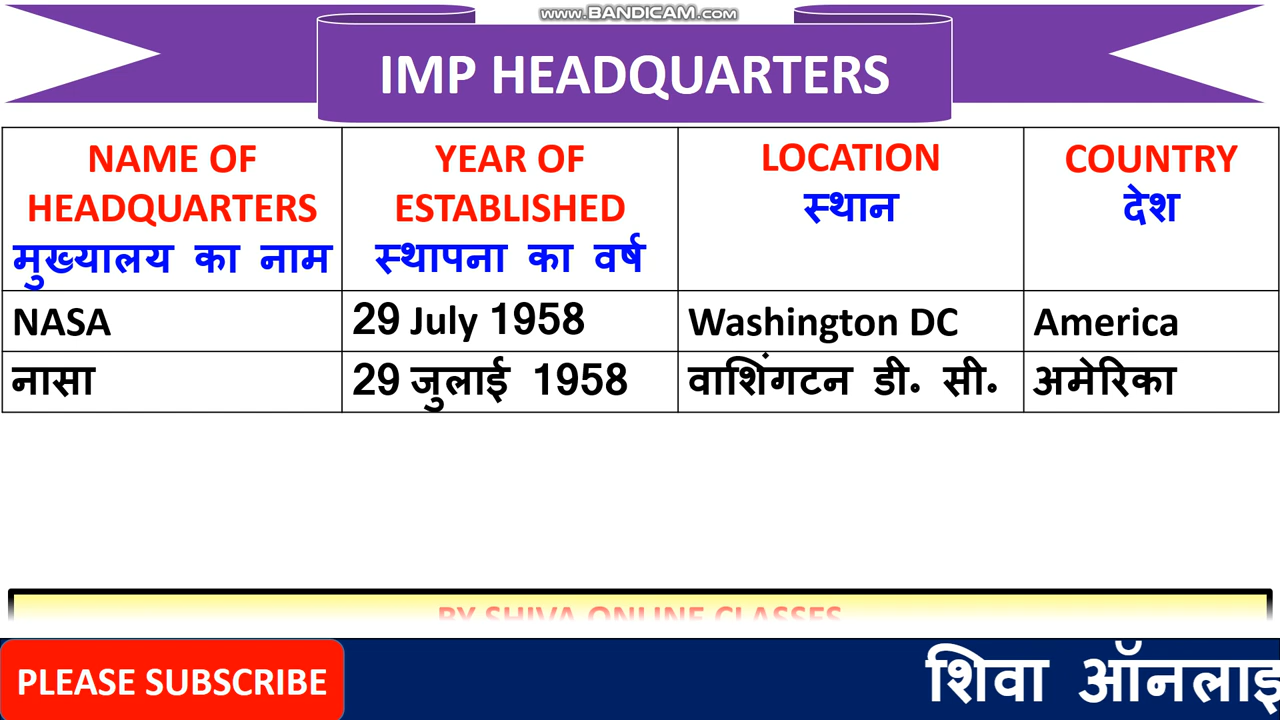 www.BANDICAM.com
IMP HEADQUARTERS
NAME OF
HEADQUARTERS
मुख्यालय का नाम
YEAR OF
ESTABLISHED
स्थापना का वर्ष
LOCATION
स्थान
COUNTRY
देश
NASA
29 July 1958
Washington DC
America
नासा
29 जुलाई 1958
वाशिंगटन डी. सी.
अमेरिका
BY SHIVA ONLINE CLASSES
PLEASE SUBSCRIBE
शिवा ऑनलाइ